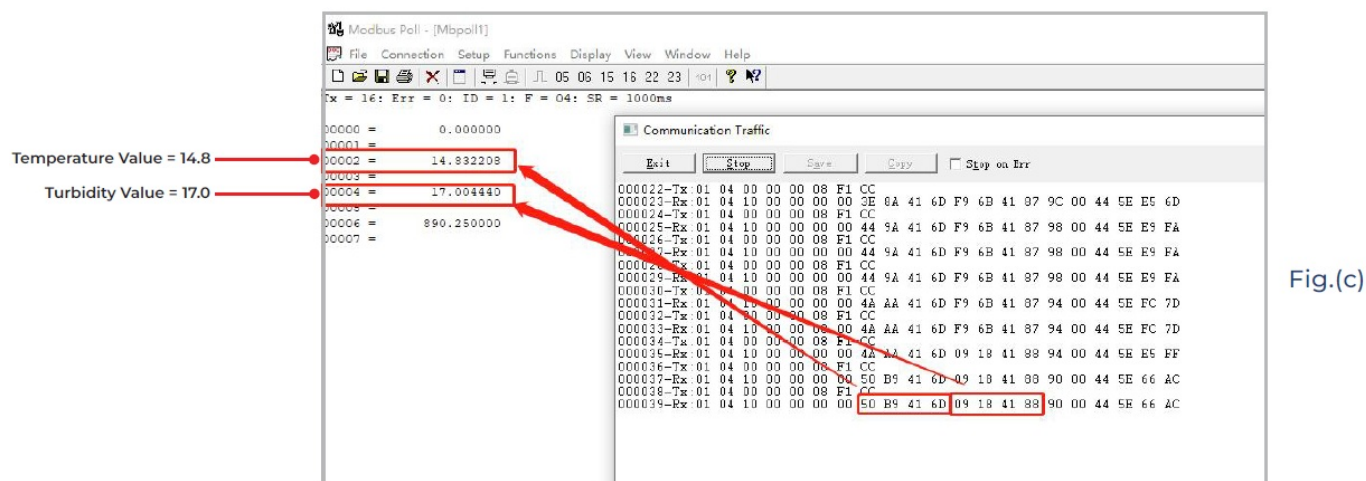 Modbus Poll - [Mbpoll1]
File Connection Setup Functions Display View Window Help
05 06 15 16 22 23 101
Tx = 16: Err = 0: ID = 1: F = 04: SR = 1000ms
00000 = 0.000000
00001 =
00002 = 14.832208
00003 =
00004 = 17.004440
00005 =
00006 = 890.250000
00007 =
Temperature Value = 14.8
Turbidity Value = 17.0
Communication Traffic
Exit Stop Save Copy Stop on Err
000022-Tx:01 04 00 00 00 08 F1 CC
000023-Rx:01 04 10 00 00 00 00 3E 8A 41 6D F9 6B 41 87 9C 00 44 5E E5 6D
000024-Tx:01 04 00 00 00 08 F1 CC
000025-Rx:01 04 10 00 00 00 00 44 9A 41 6D F9 6B 41 87 98 00 44 5E E9 FA
000026-Tx:01 04 00 00 00 08 F1 CC
000027-Rx:01 04 10 00 00 00 00 44 9A 41 6D F9 6B 41 87 98 00 44 5E E9 FA
000028-Tx:01 04 00 00 00 08 F1 CC
000029-Rx:01 04 10 00 00 00 00 44 9A 41 6D F9 6B 41 87 98 00 44 5E E9 FA
000030-Tx:01 04 00 00 00 08 F1 CC
000031-Rx:01 04 10 00 00 00 00 4A AA 41 6D F9 6B 41 87 94 00 44 5E FC 7D
000032-Tx:01 04 00 00 00 08 F1 CC
000033-Rx:01 04 10 00 00 00 00 4A AA 41 6D F9 6B 41 87 94 00 44 5E FC 7D
000034-Tx:01 04 00 00 00 08 F1 CC
000035-Rx:01 04 10 00 00 00 00 4A AA 41 6D 09 18 41 88 94 00 44 5E E5 FF
000036-Tx:01 04 00 00 00 08 F1 CC
000037-Rx:01 04 10 00 00 00 00 50 B9 41 6D 09 18 41 88 90 00 44 5E 66 AC
000038-Tx:01 04 00 00 00 08 F1 CC
000039-Rx:01 04 10 00 00 00 00 50 B9 41 6D 09 18 41 88 90 00 44 5E 66 AC
Fig.(c)